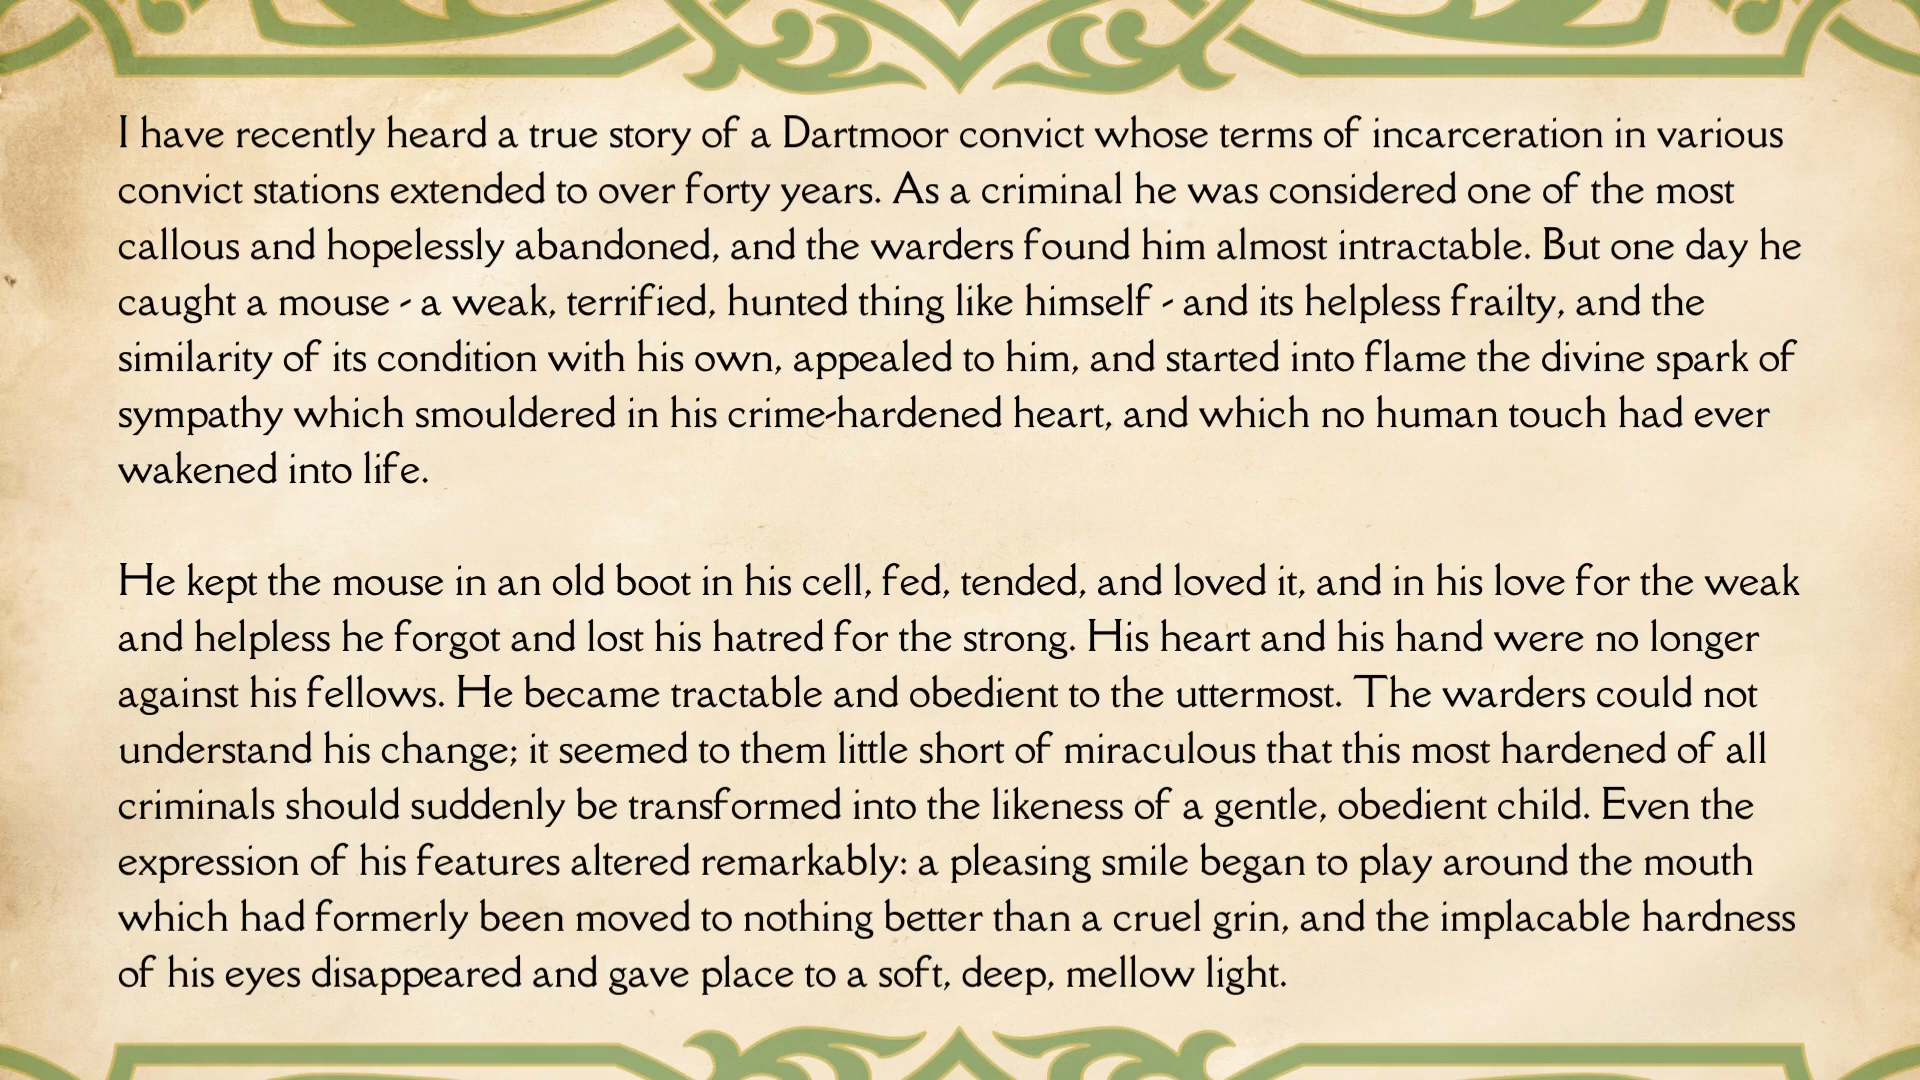 I have recently heard a true story of a Dartmoor convict whose terms of incarceration in various
convict stations extended to over forty years. As a criminal he was considered one of the most
callous and hopelessly abandoned, and the warders found him almost intractable. But one day he
caught a mouse - a weak, terrified, hunted thing like himself - and its helpless frailty, and the
similarity of its condition with his own, appealed to him, and started into flame the divine spark of
sympathy which smouldered in his crime-hardened heart, and which no human touch had ever
wakened into life.
He kept the mouse in an old boot in his cell, fed, tended, and loved it, and in his love for the weak
and helpless he forgot and lost his hatred for the strong. His heart and his hand were no longer
against his fellows. He became tractable and obedient to the uttermost. The warders could not
understand his change; it seemed to them little short of miraculous that this most hardened of all
criminals should suddenly be transformed into the likeness of a gentle, obedient child. Even the
expression of his features altered remarkably: a pleasing smile began to play around the mouth
which had formerly been moved to nothing better than a cruel grin, and the implacable hardness
of his eyes disappeared and gave place to a soft, deep, mellow light.